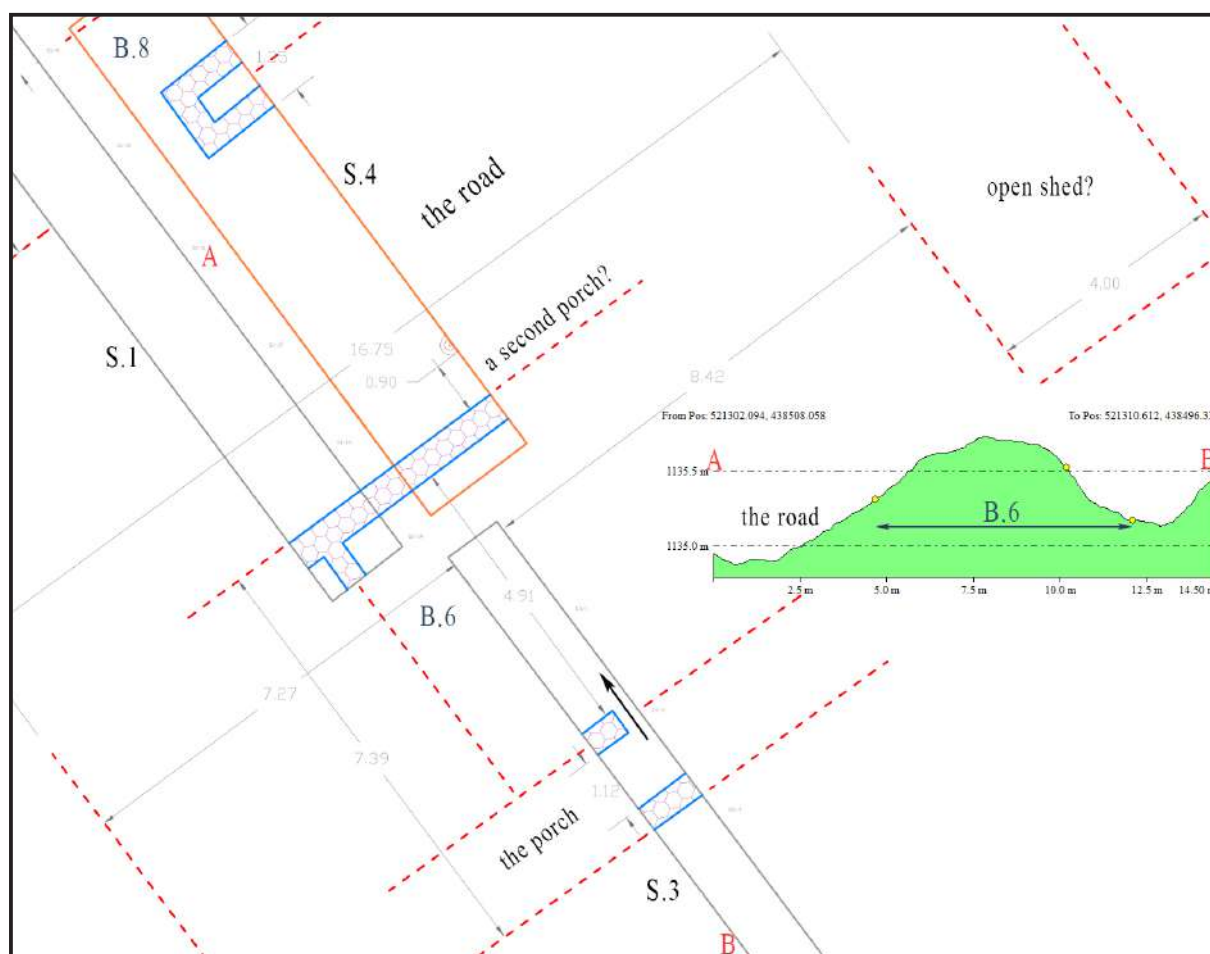 B.8
1.25
S.4
the road
open shed?
A
4.00
a second porch?
S.1
16.75
0.90
8.42
From Pos: 521302.094, 438508.058
To Pos: 521310.612, 438496.3
A
B
1135.5 m
the road
B.6
1135.0 m
2.5 m
5.0 m
7.5 m
10.0 m
12.5 m
14.50
4.91
B.6
7.27
7.39
1.12
the porch
S.3
B